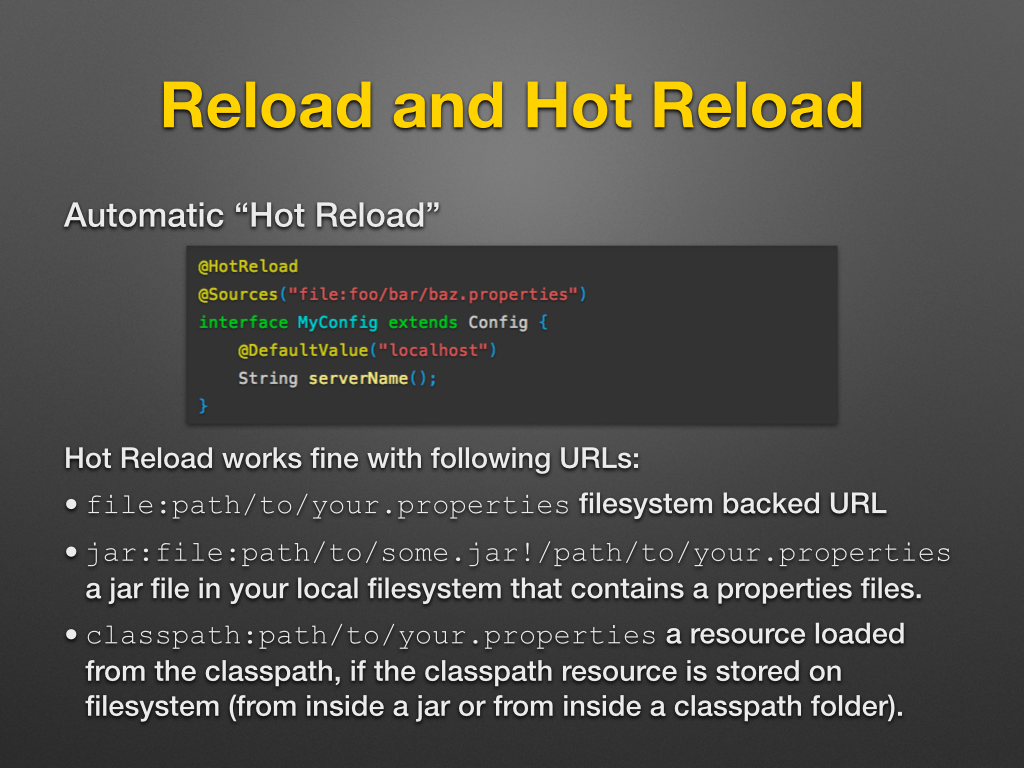 Reload and Hot Reload
Automatic “Hot Reload”
@HotReload
@Sources("file:foo/bar/baz.properties")
interface MyConfig extends Config {
    @DefaultValue("localhost")
    String serverName();
}
Hot Reload works fine with following URLs:
• file:path/to/your.properties filesystem backed URL
• jar:file:path/to/some.jar!/path/to/your.properties
a jar file in your local filesystem that contains a properties files.
• classpath:path/to/your.properties a resource loaded
from the classpath, if the classpath resource is stored on
filesystem (from inside a jar or from inside a classpath folder).